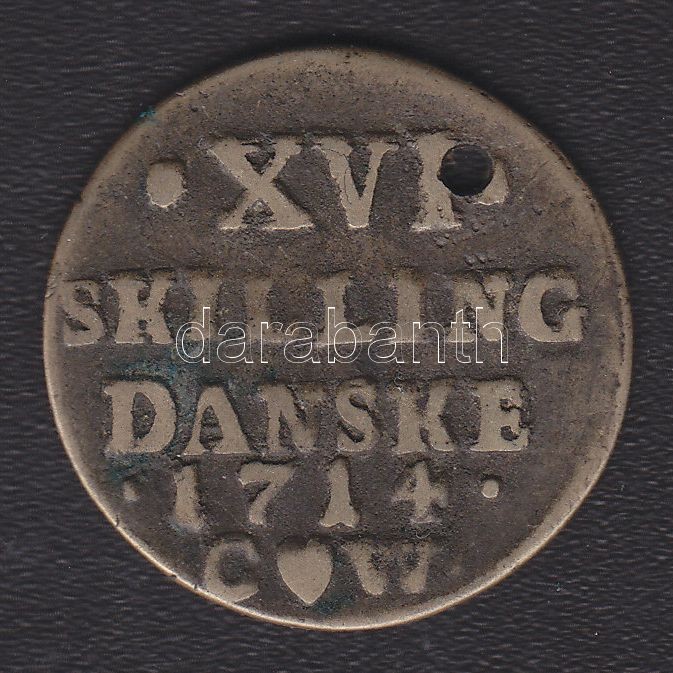 ·XVI·
SKILLING
darabanth
DANSKE
·1714·
C♥W